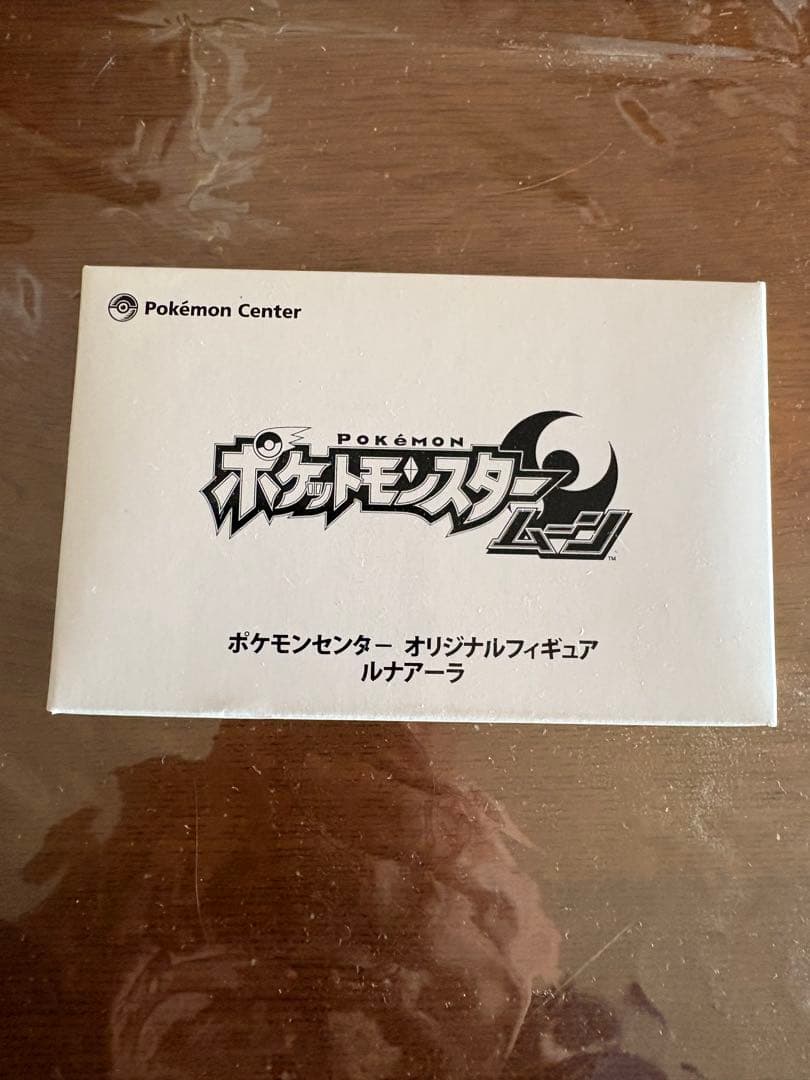 Pokémon Center
POKéMON
ポケットモンスター
ムーン
TM
ポケモンセンター オリジナルフィギュア
ルナアーラ